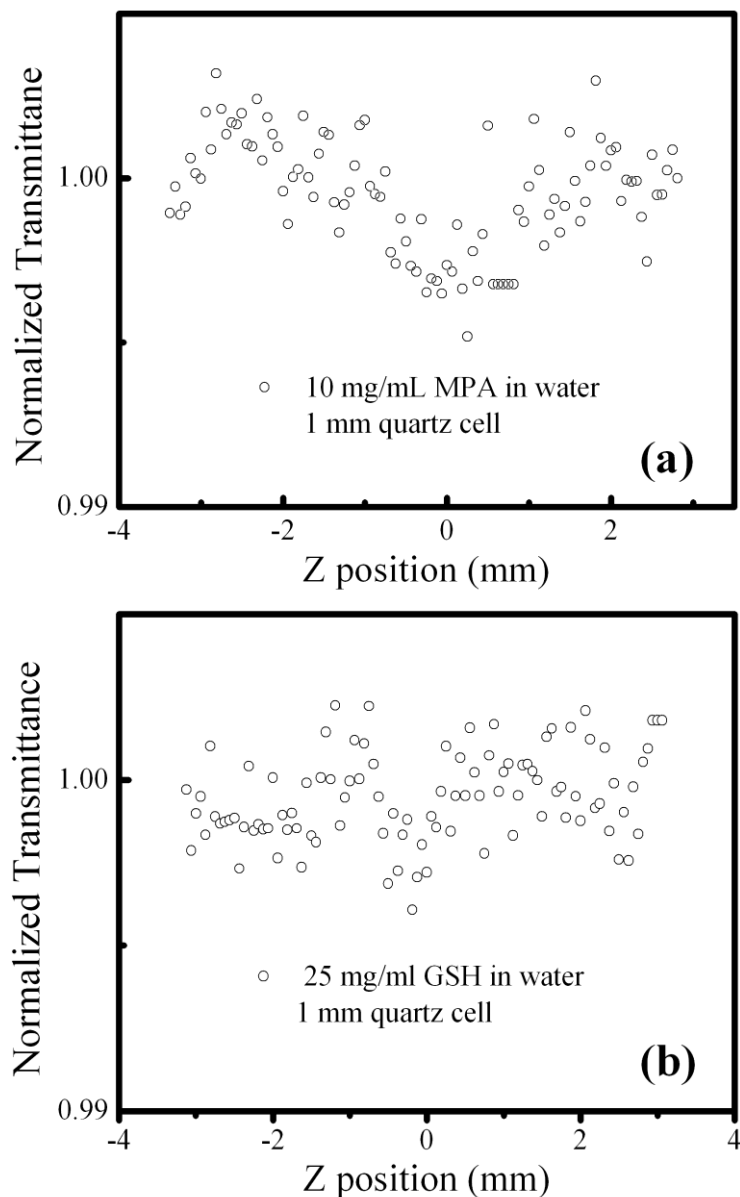 Normalized Transmittane
1.00
0.99
-4
-2
0
2
Z position (mm)
10 mg/mL MPA in water
1 mm quartz cell
(a)
Normalized Transmittance
1.00
0.99
-4
-2
0
2
4
Z position (mm)
25 mg/ml GSH in water
1 mm quartz cell
(b)